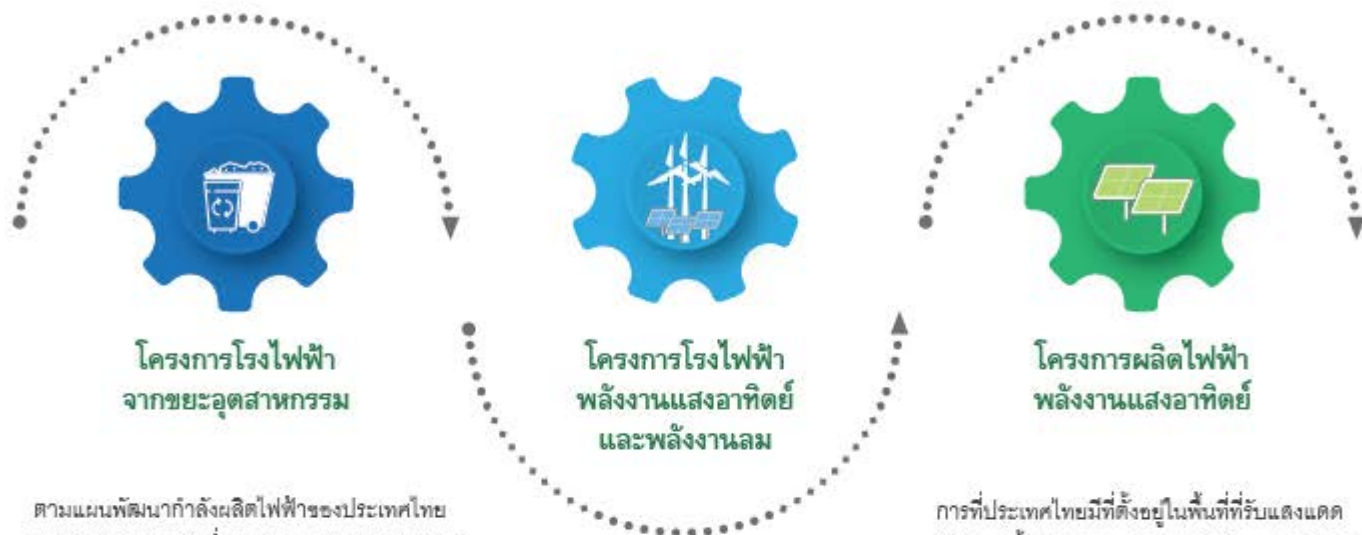 โครงการโรงไฟฟ้า
จากขยะอุตสาหกรรม
โครงการโรงไฟฟ้า
พลังงานแสงอาทิตย์
และพลังงานลม
โครงการผลิตไฟฟ้า
พลังงานแสงอาทิตย์
ตามแผนพัฒนากำลังผลิตไฟฟ้าของประเทศไทย
การที่ประเทศไทยมีที่ตั้งอยู่ในพื้นที่ที่รับแสงแดด